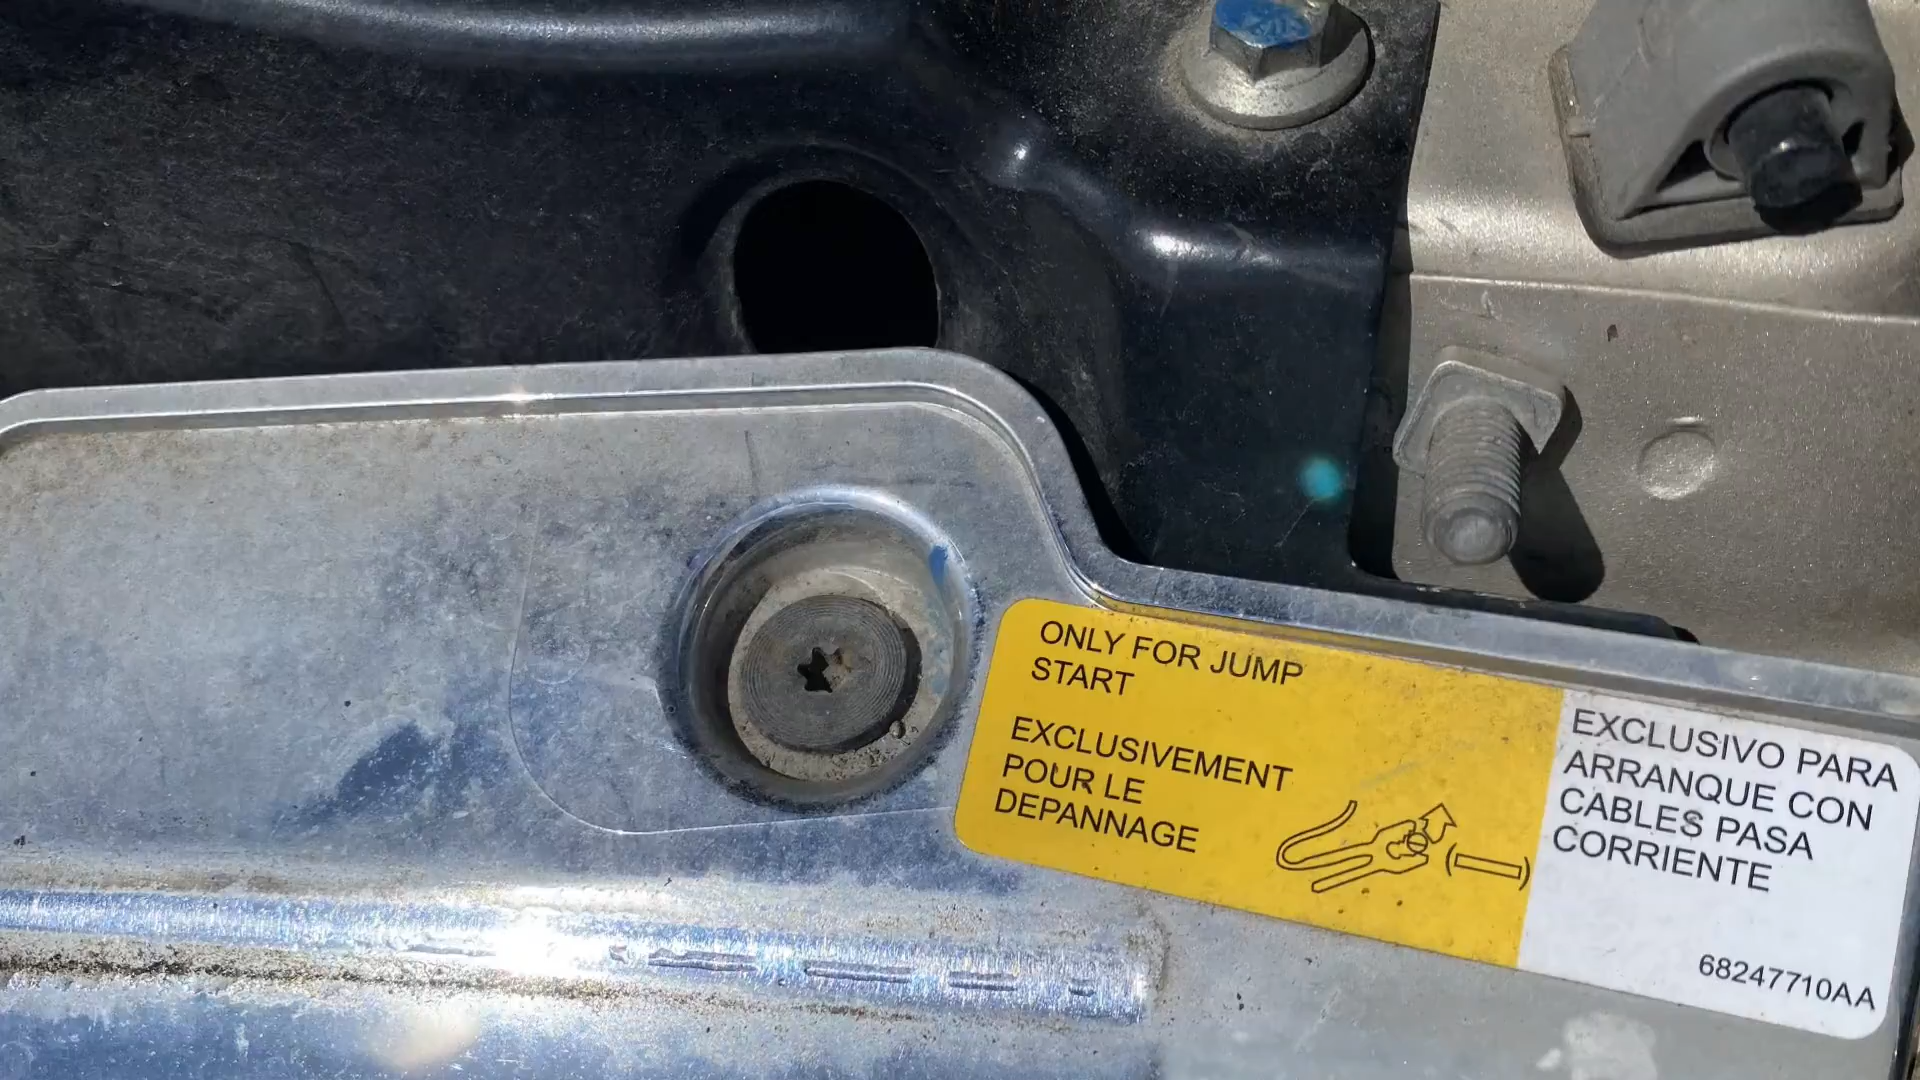 ONLY FOR JUMP
START
EXCLUSIVEMENT
POUR LE
DEPANNAGE
EXCLUSIVO PARA
ARRANQUE CON
CABLES PASA
CORRIENTE
68247710AA